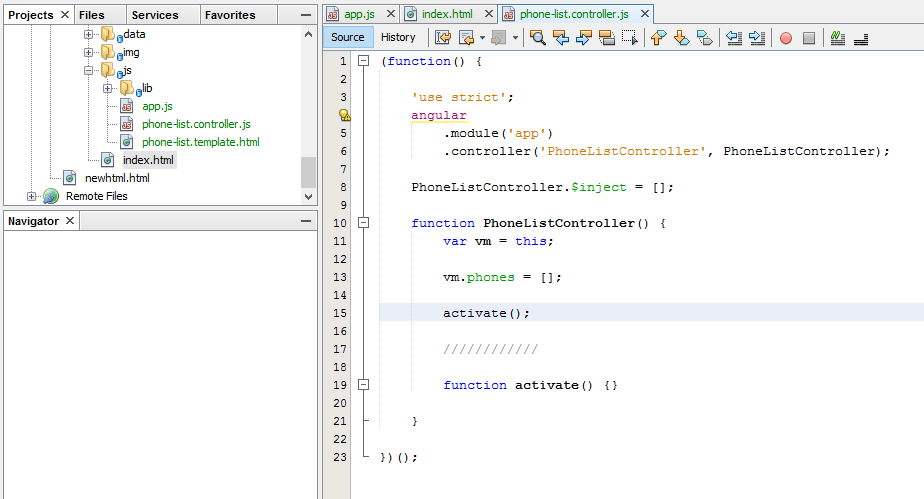 Projects Files Services Favorites
data
img
js
lib
app.js
phone-list.controller.js
phone-list.template.html
index.html
newhtml.html
Remote Files
Navigator
app.js index.html phone-list.controller.js
Source History
1 (function() {
2
3 'use strict';
angular
5 .module('app')
6 .controller('PhoneListController', PhoneListController);
7
8 PhoneListController.$inject = [];
9
10 function PhoneListController() {
11 var vm = this;
12
13 vm.phones = [];
14
15 activate();
16
17 ////////////
18
19 function activate() {}
20
21 }
22
23 })();